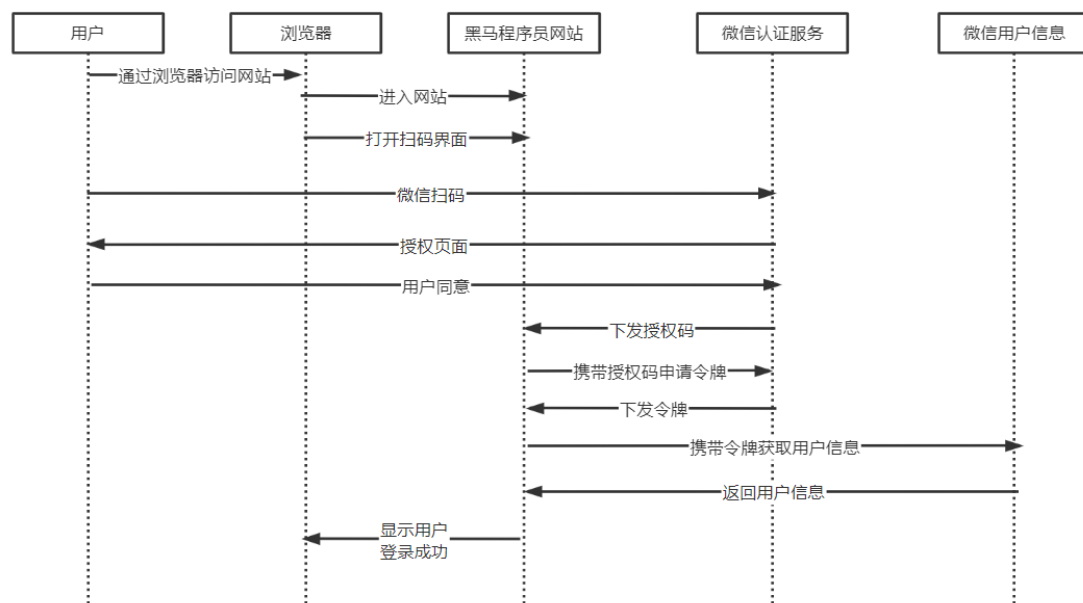 用户
浏览器
黑马程序员网站
微信认证服务
微信用户信息
通过浏览器访问网站
进入网站
打开扫码界面
微信扫码
授权页面
用户同意
下发授权码
携带授权码申请令牌
下发令牌
携带令牌获取用户信息
返回用户信息
显示用户
登录成功